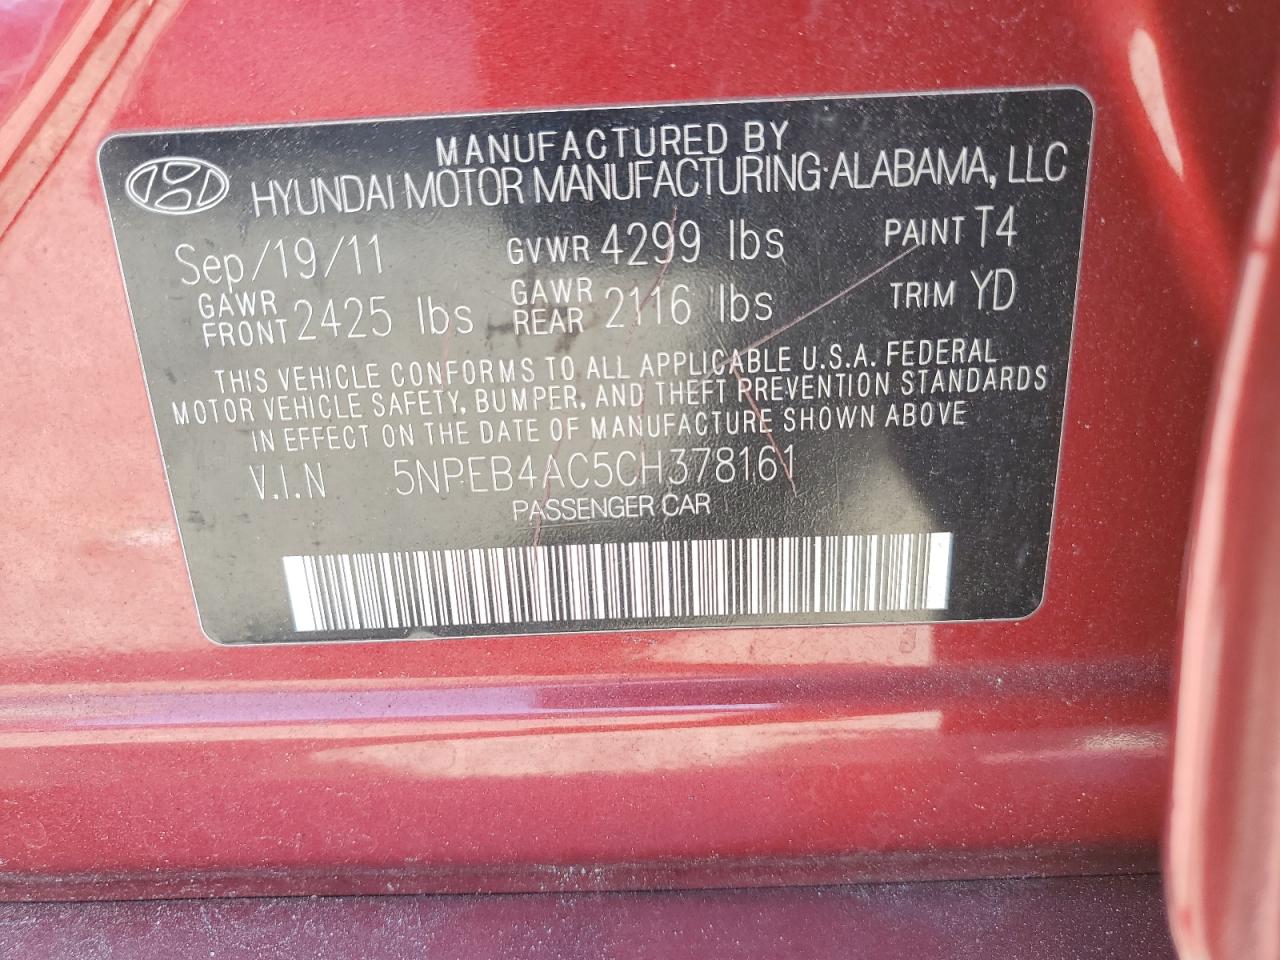 MANUFACTURED BY
HYUNDAI MOTOR MANUFACTURING·ALABAMA, LLC
Sep/19/11 GVWR 4299 lbs PAINT T4
GAWR FRONT 2425 lbs GAWR REAR 2116 lbs TRIM YD
THIS VEHICLE CONFORMS TO ALL APPLICABLE U.S.A. FEDERAL
MOTOR VEHICLE SAFETY, BUMPER, AND THEFT PREVENTION STANDARDS
IN EFFECT ON THE DATE OF MANUFACTURE SHOWN ABOVE
V.I.N 5NPEB4AC5CH378161
PASSENGER CAR